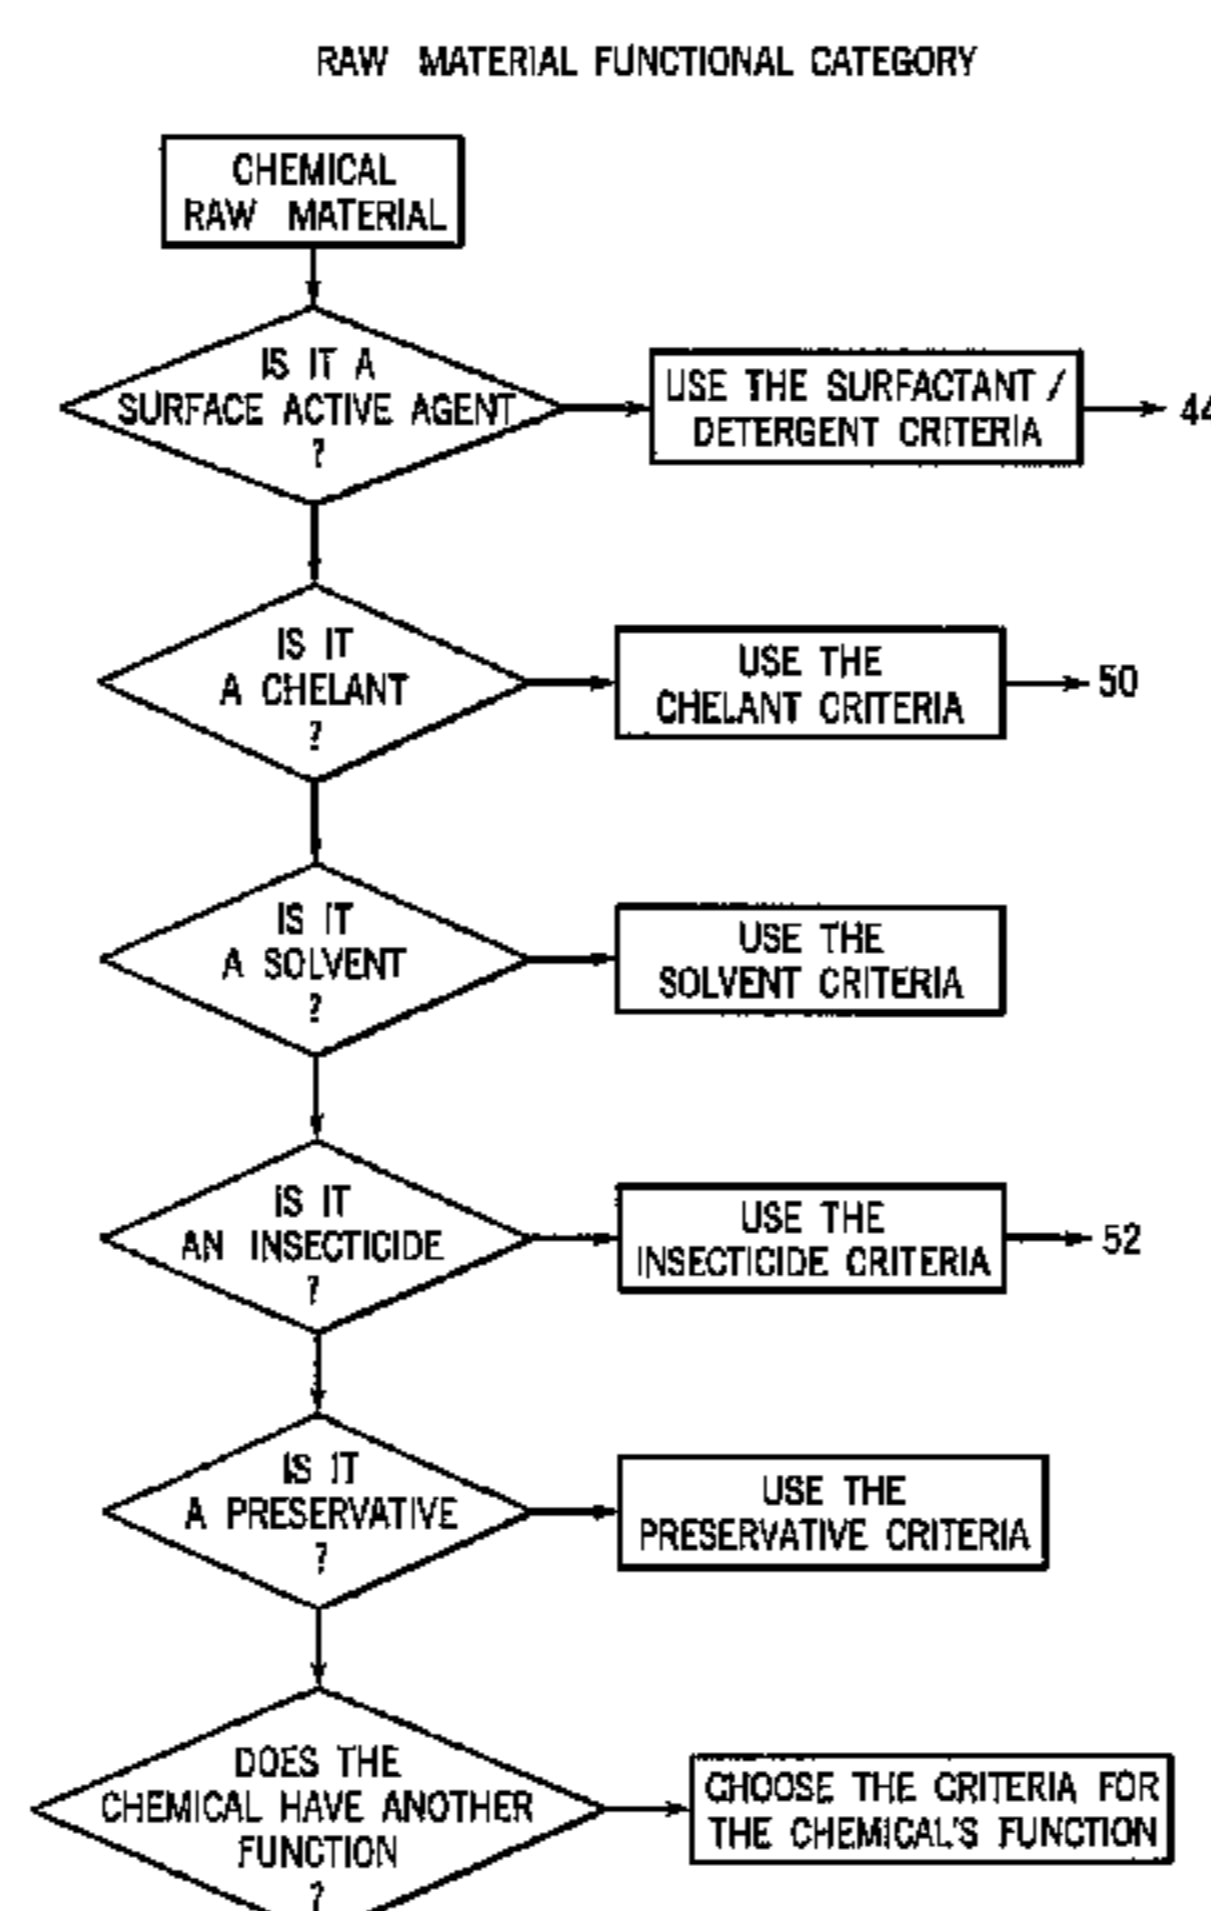 RAW MATERIAL FUNCTIONAL CATEGORY
CHEMICAL
RAW MATERIAL
IS IT A
SURFACE ACTIVE AGENT
?
USE THE SURFACTANT /
DETERGENT CRITERIA
44
IS IT
A CHELANT
?
USE THE
CHELANT CRITERIA
50
IS IT
A SOLVENT
?
USE THE
SOLVENT CRITERIA
IS IT
AN INSECTICIDE
?
USE THE
INSECTICIDE CRITERIA
52
IS IT
A PRESERVATIVE
?
USE THE
PRESERVATIVE CRITERIA
DOES THE
CHEMICAL HAVE ANOTHER
FUNCTION
?
CHOOSE THE CRITERIA FOR
THE CHEMICAL'S FUNCTION